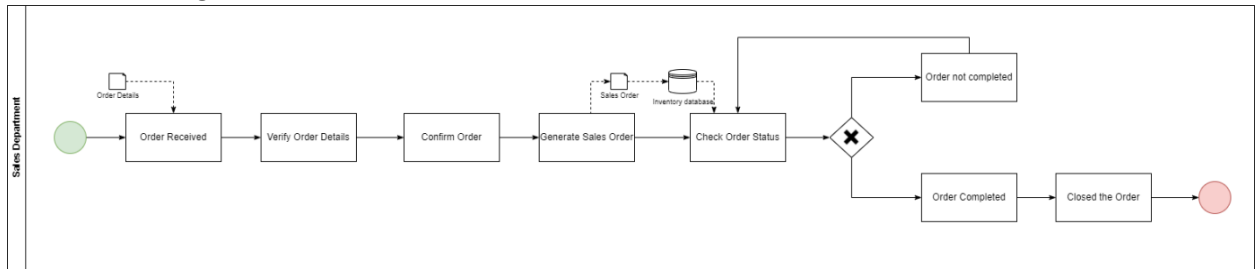 Sales Department
Order Details
Order Received
Verify Order Details
Confirm Order
Generate Sales Order
Sales Order
Inventory database
Check Order Status
Order not completed
Order Completed
Closed the Order